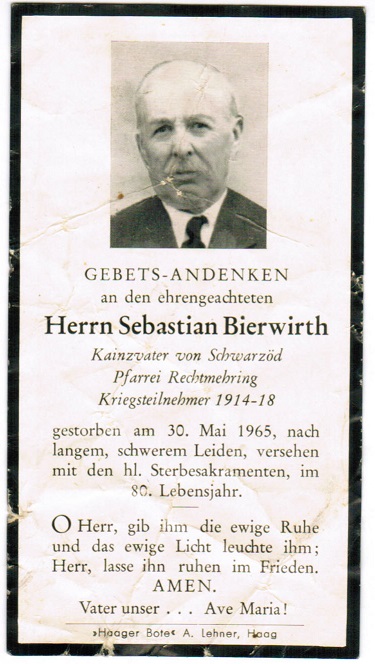 GEBETS-ANDENKEN
an den ehrengeachteten
Herrn Sebastian Bierwirth
Kainzvater von Schwarzöd
Pfarrei Rechtmehring
Kriegsteilnehmer 1914-18
gestorben am 30. Mai 1965, nach
langem, schwerem Leiden, versehen
mit den hl. Sterbesakramenten, im
80. Lebensjahr.
O Herr, gib ihm die ewige Ruhe
und das ewige Licht leuchte ihm;
Herr, lasse ihn ruhen im Frieden.
AMEN.
Vater unser . . . Ave Maria!
»Haager Bote« A. Lehner, Haag